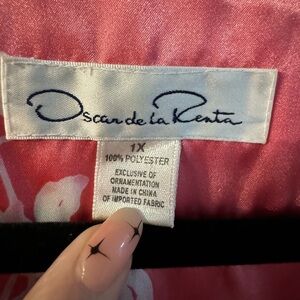 Oscar de la Renta
1X
100% POLYESTER
EXCLUSIVE OF
ORNAMENTATION
MADE IN CHINA
OF IMPORTED FABRIC